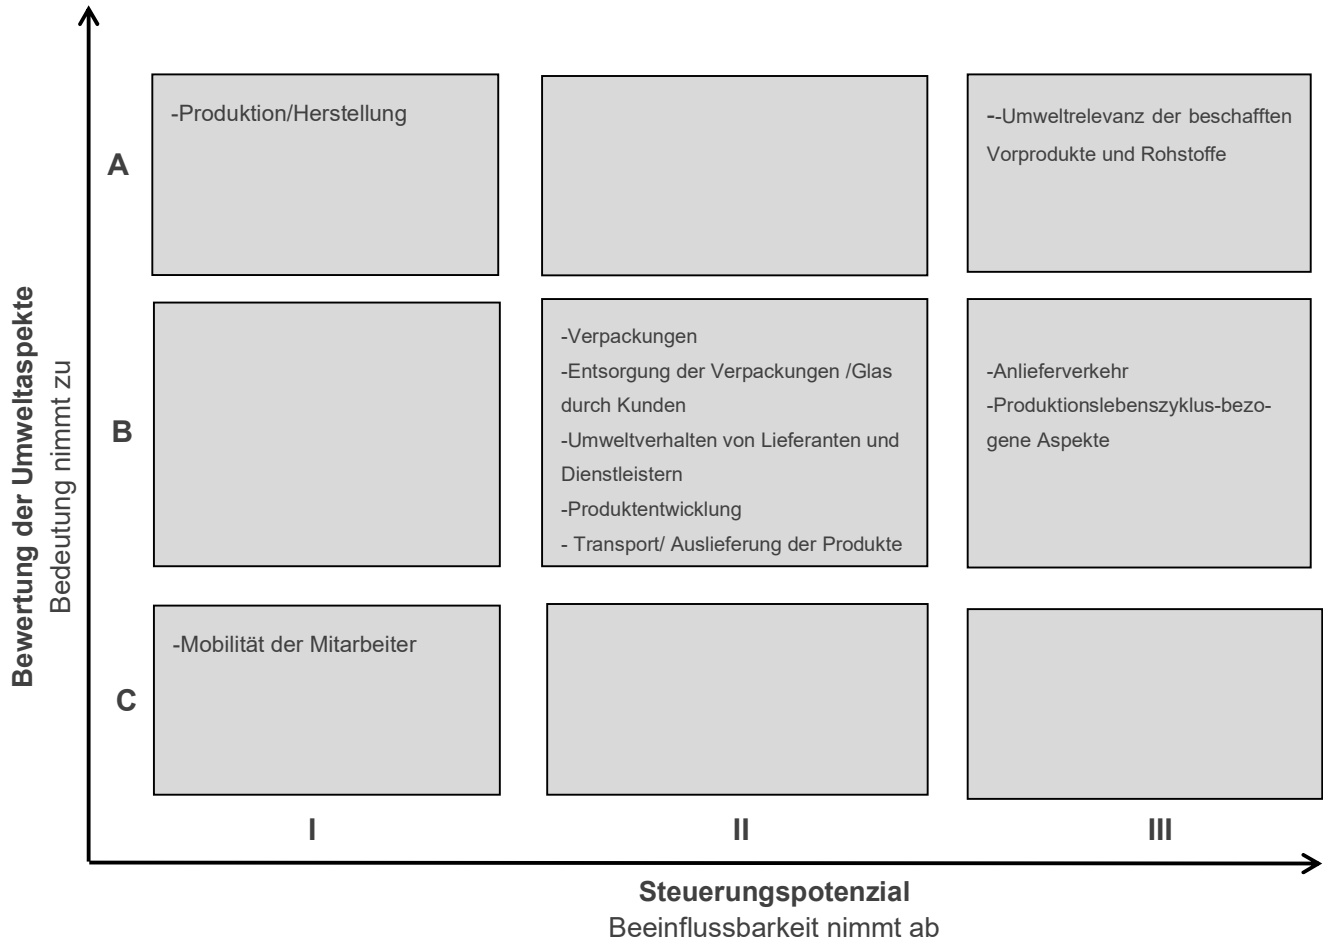 Bewertung der Umweltaspekte
Bedeutung nimmt zu
A
-Produktion/Herstellung
--Umweltrelevanz der beschafften
Vorprodukte und Rohstoffe
B
-Verpackungen
-Entsorgung der Verpackungen /Glas
durch Kunden
-Umweltverhalten von Lieferanten und
Dienstleistern
-Produktentwicklung
- Transport/ Auslieferung der Produkte
-Anlieferverkehr
-Produktionslebenszyklus-bezo-
gene Aspekte
C
-Mobilität der Mitarbeiter
I
II
III
Steuerungspotenzial
Beeinflussbarkeit nimmt ab